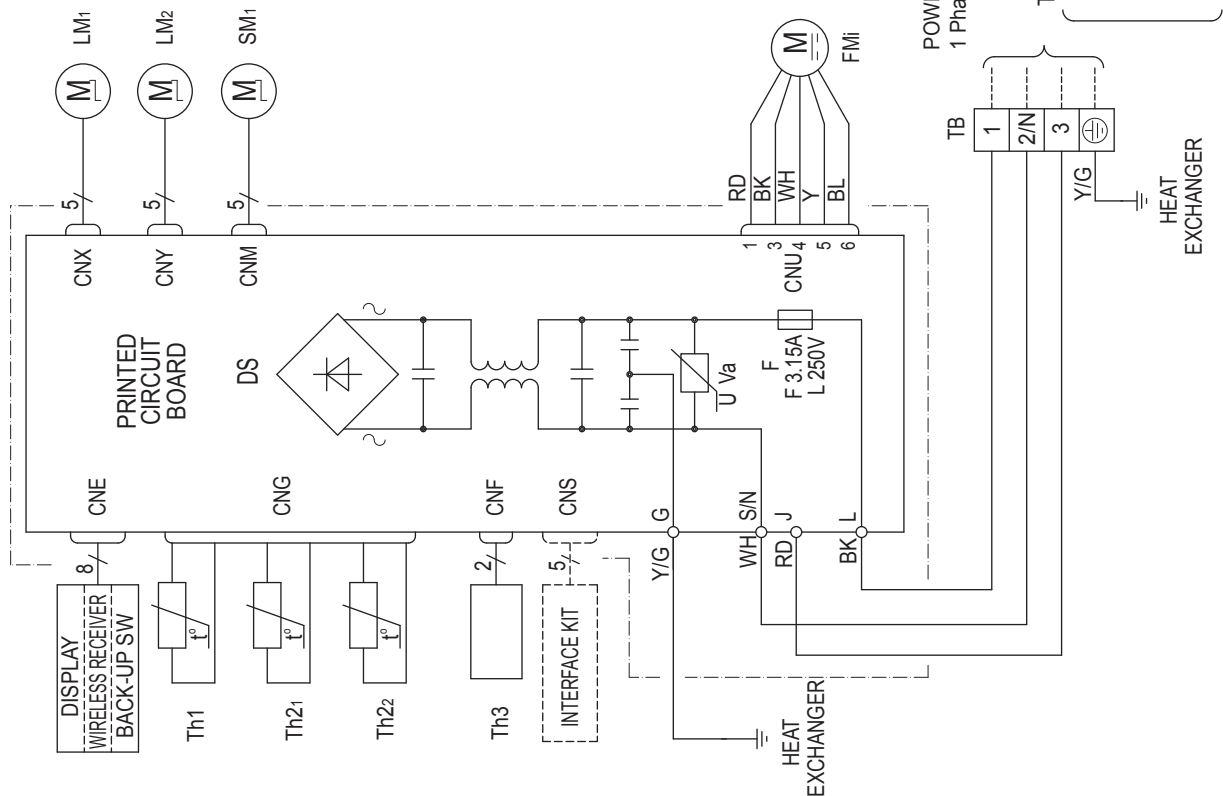 LM1
LM2
SM1
M
M
M
5
5
5
CNX
CNY
CNM
PRINTED
CIRCUIT
BOARD
DS
CNE
CNG
CNF
CNS
8
2
5
DISPLAY
WIRELESS RECEIVER
BACK-UP SW
t°
Th1
t°
Th21
t°
Th22
Th3
INTERFACE KIT
RD
BK
WH
Y
BL
1
3
4
5
6
CNU
M
FMi
U Va
F
F 3.15A
L 250V
Y/G G
WH S/N
RD J
BK L
HEAT
EXCHANGER
TB
1
2/N
3
Y/G
HEAT
EXCHANGER
1